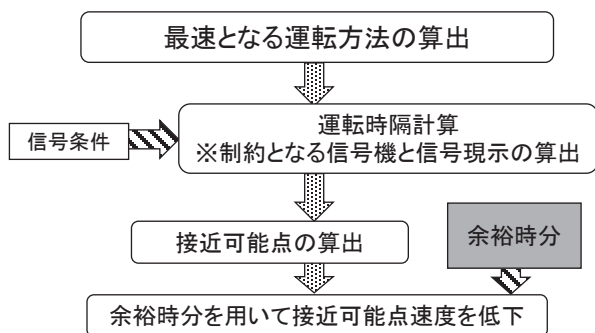 最速となる運転方法の算出
信号条件
運転時隔計算
※制約となる信号機と信号現示の算出
接近可能点の算出
余裕時分
余裕時分を用いて接近可能点速度を低下